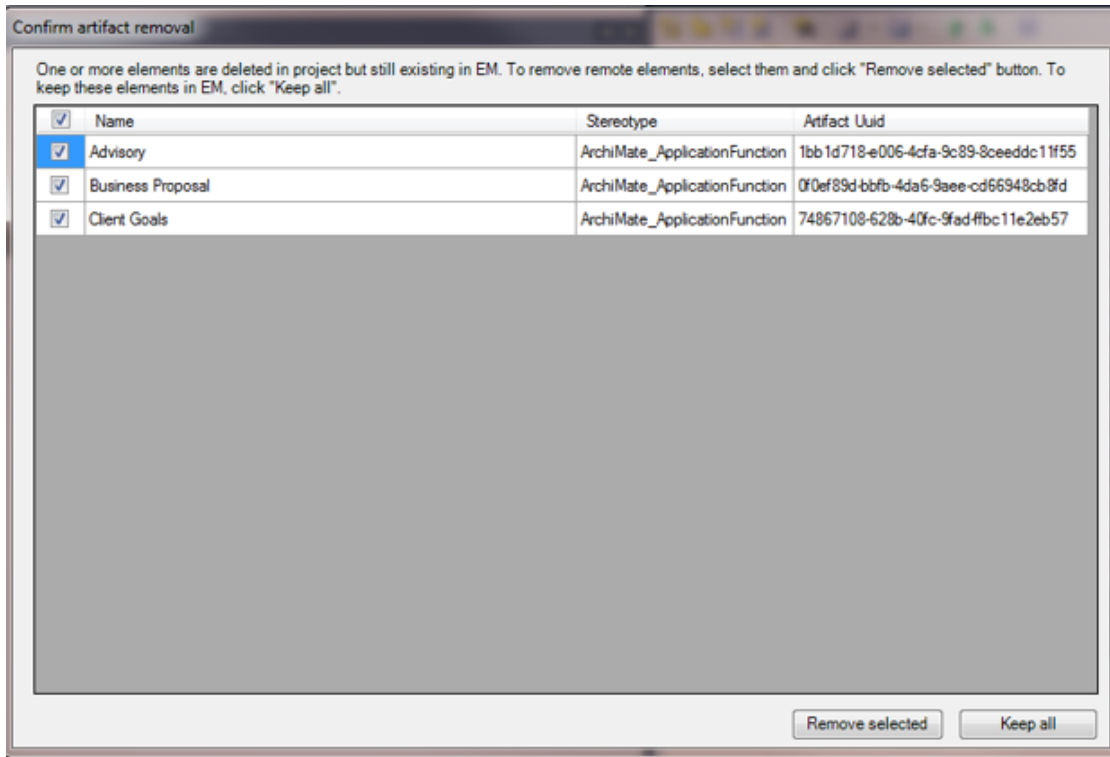 Confirm artifact removal
One or more elements are deleted in project but still existing in EM. To remove remote elements, select them and click "Remove selected" button. To
keep these elements in EM, click "Keep all".
Name Stereotype Artifact Uuid
Advisory ArchiMate_ApplicationFunction 1bb1d718-e006-4cfa-9c89-8ceeddc11f55
Business Proposal ArchiMate_ApplicationFunction 0f0ef89d-bbfb-4da6-9aee-cd66948cb8fd
Client Goals ArchiMate_ApplicationFunction 74867108-628b-40fc-9fad-ffbc11e2eb57
Remove selected Keep all